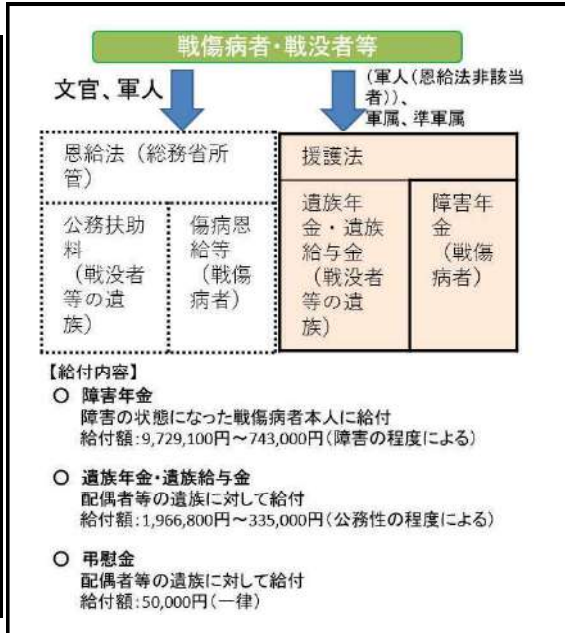 戦傷病者・戦没者等
文官、軍人
(軍人(恩給法非該当
者))、
軍属、準軍属
恩給法（総務省所
管）
援護法
公務扶助
料
（戦没者
等の遺
族）
傷病恩
給等
（戦傷
病者）
遺族年
金・遺族
給与金
（戦没者
等の遺
族）
障害年
金
（戦傷
病者）
【給付内容】
○ 障害年金
障害の状態になった戦傷病者本人に給付
給付額:9,729,100円～743,000円(障害の程度による)
○ 遺族年金・遺族給与金
配偶者等の遺族に対して給付
給付額:1,966,800円～335,000円(公務性の程度による)
○ 弔慰金
配偶者等の遺族に対して給付
給付額:50,000円(一律)